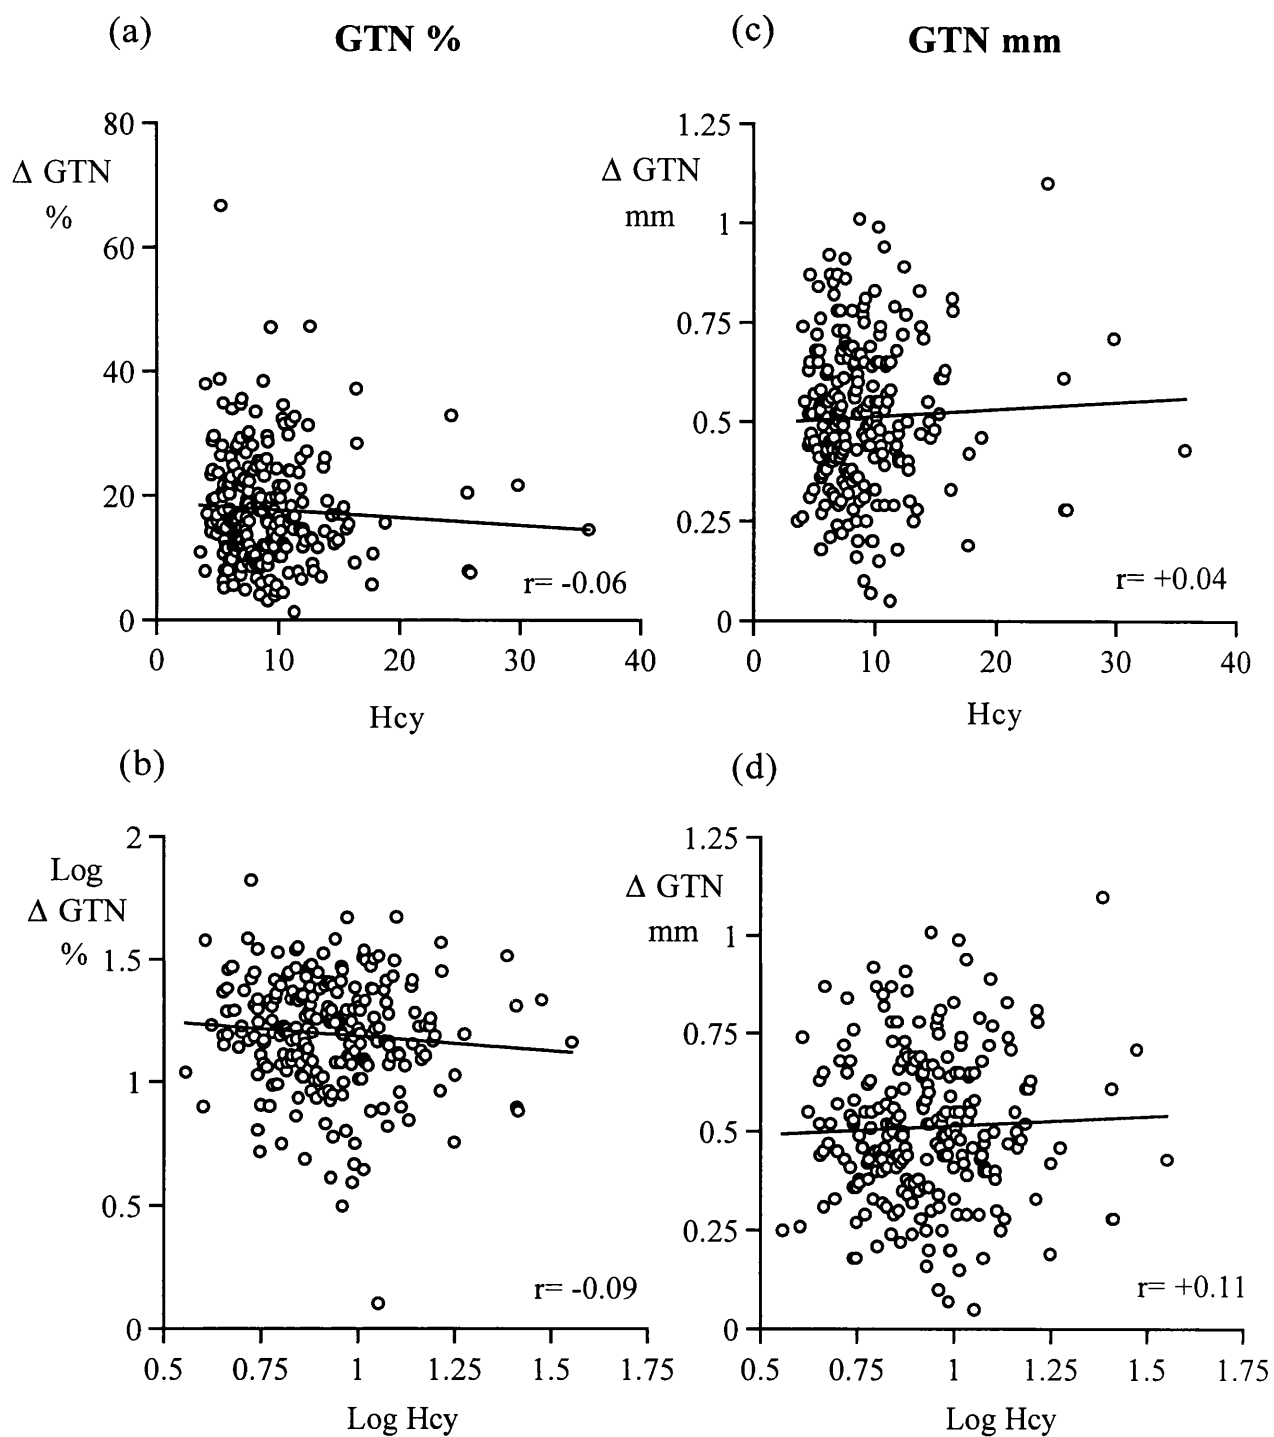 (a)
GTN %
80
Δ GTN
%
60
40
20
0
r= -0.06
0 10 20 30 40
Hcy
(c)
GTN mm
1.25
Δ GTN
mm
1
0.75
0.5
0.25
0
r= +0.04
0 10 20 30 40
Hcy
(b)
2
Log
Δ GTN
%
1.5
1
0.5
0
r= -0.09
0.5 0.75 1 1.25 1.5 1.75
Log Hcy
(d)
1.25
Δ GTN
mm
1
0.75
0.5
0.25
0
r= +0.11
0.5 0.75 1 1.25 1.5 1.75
Log Hcy